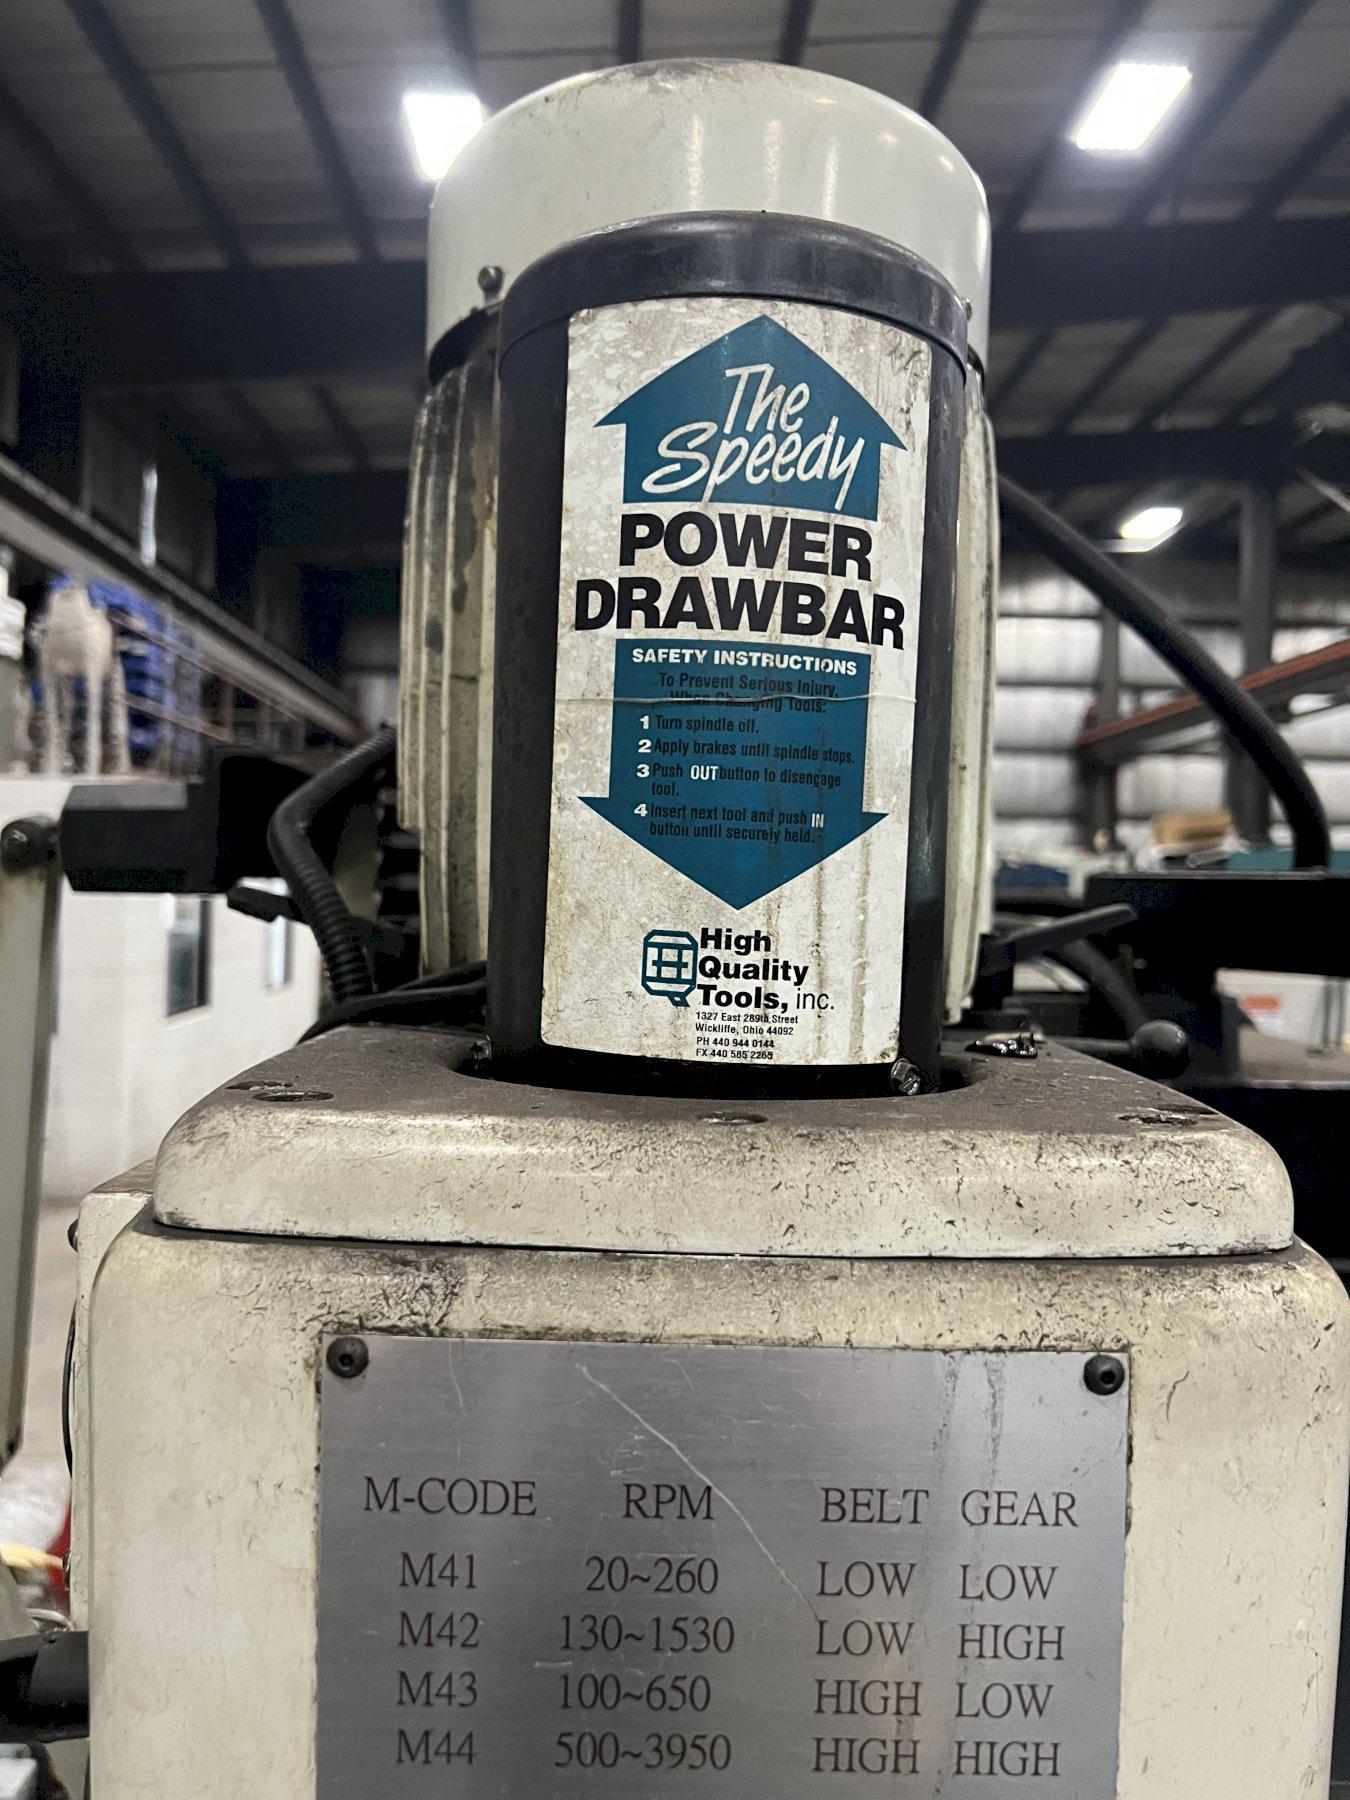 The
Speedy
POWER
DRAWBAR
SAFETY INSTRUCTIONS
To Prevent Serious Injury,
When Changing Tools:
1 Turn spindle off.
2 Apply brakes until spindle stops.
3 Push OUT button to disengage
tool.
4 Insert next tool and push IN
button until securely held.
High
Quality
Tools, inc.
1327 East 289th Street
Wickliffe, Ohio 44092
PH 440 944 0144
FX 440 585 2265
M-CODE RPM BELT GEAR
M41 20~260 LOW LOW
M42 130~1530 LOW HIGH
M43 100~650 HIGH LOW
M44 500~3950 HIGH HIGH